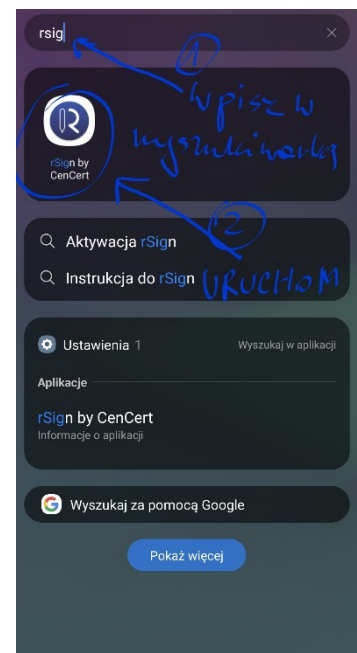 rsig
①
Wpisz w
wyszukiwarkę
rSign by
CenCert
②
URUCHOM
Aktywacja rSign
Instrukcja do rSign
Ustawienia 1
Wyszukaj w aplikacji
Aplikacje
rSign by CenCert
Informacje o aplikacji
Wyszukaj za pomocą Google
Pokaż więcej